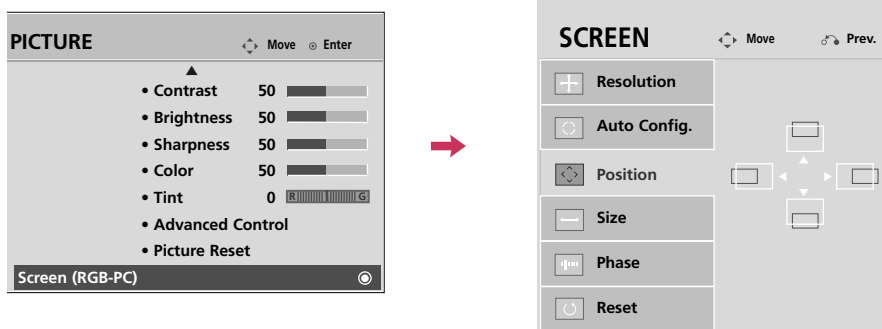 PICTURE
Move
Enter
• Contrast 50
• Brightness 50
• Sharpness 50
• Color 50
• Tint 0 R G
• Advanced Control
• Picture Reset
Screen (RGB-PC)
SCREEN
Move
Prev.
Resolution
Auto Config.
Position
Size
Phase
Reset